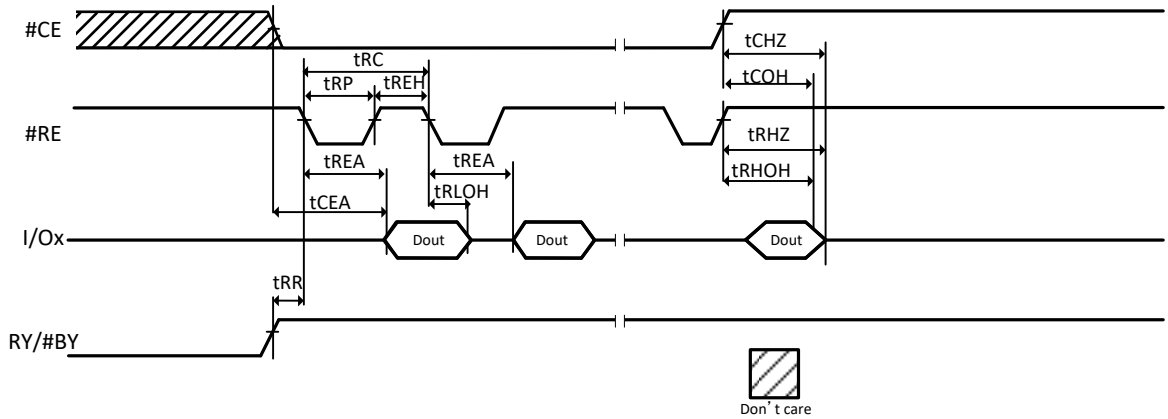 #CE
tCHZ
tRC
tCOH
tRP
tREH
#RE
tRHZ
tREA
tREA
tRHOH
tRLOH
tCEA
I/Ox
Dout
Dout
Dout
tRR
RY/#BY
Don't care